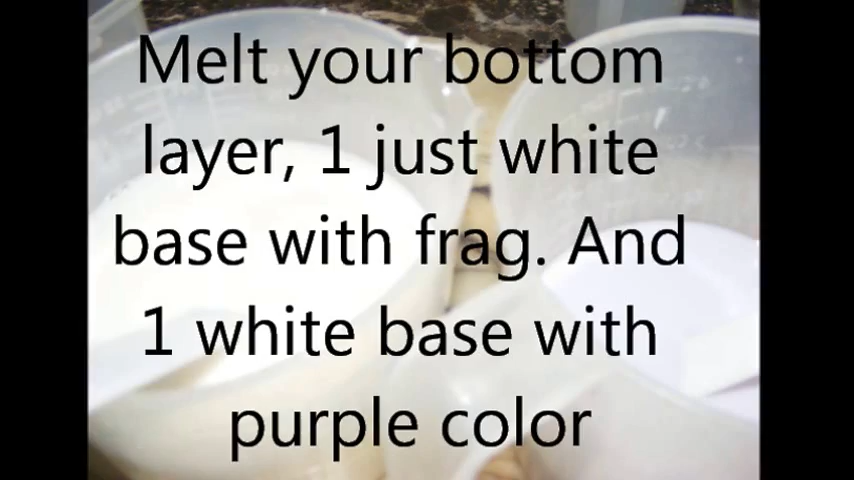 Melt your bottom
layer, 1 just white
base with frag. And
1 white base with
purple color